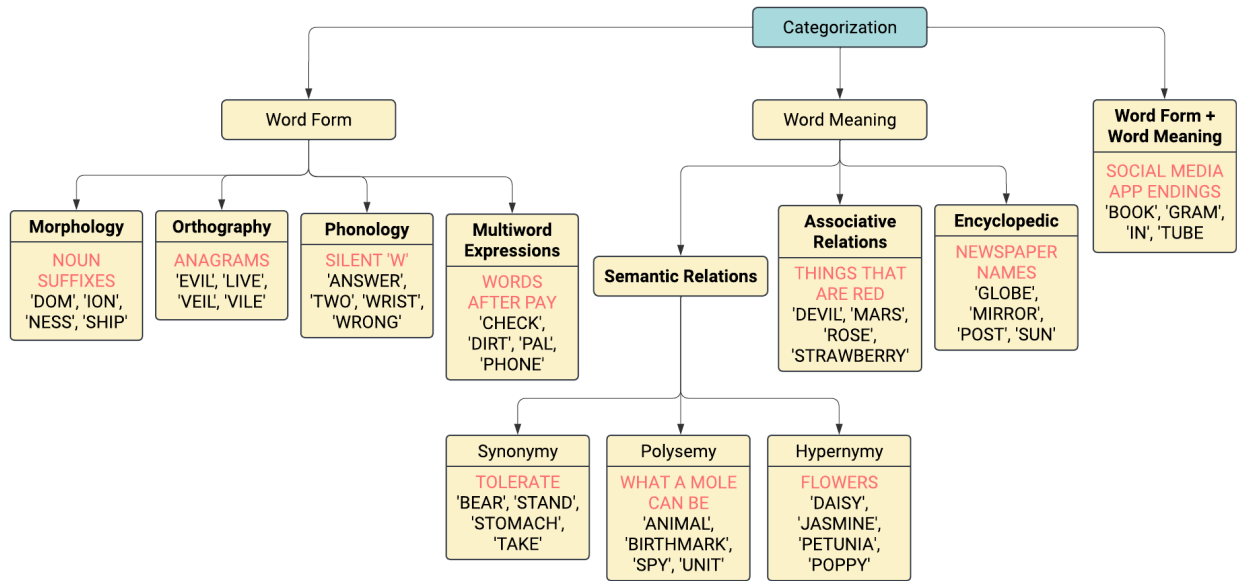 Categorization
Word Form
Word Meaning
Word Form +
Word Meaning
SOCIAL MEDIA
APP ENDINGS
'BOOK', 'GRAM',
'IN', 'TUBE
Morphology
NOUN
SUFFIXES
'DOM', 'ION',
'NESS', 'SHIP'
Orthography
ANAGRAMS
'EVIL', 'LIVE',
'VEIL', 'VILE'
Phonology
SILENT 'W'
'ANSWER',
'TWO', 'WRIST',
'WRONG'
Multiword
Expressions
WORDS
AFTER PAY
'CHECK',
'DIRT', 'PAL',
'PHONE'
Semantic Relations
Associative
Relations
THINGS THAT
ARE RED
'DEVIL', 'MARS',
'ROSE',
'STRAWBERRY'
Encyclopedic
NEWSPAPER
NAMES
'GLOBE',
'MIRROR',
'POST', 'SUN'
Synonymy
TOLERATE
'BEAR', 'STAND',
'STOMACH',
'TAKE'
Polysemy
WHAT A MOLE
CAN BE
'ANIMAL',
'BIRTHMARK',
'SPY', 'UNIT'
Hypernymy
FLOWERS
'DAISY',
'JASMINE',
'PETUNIA',
'POPPY'